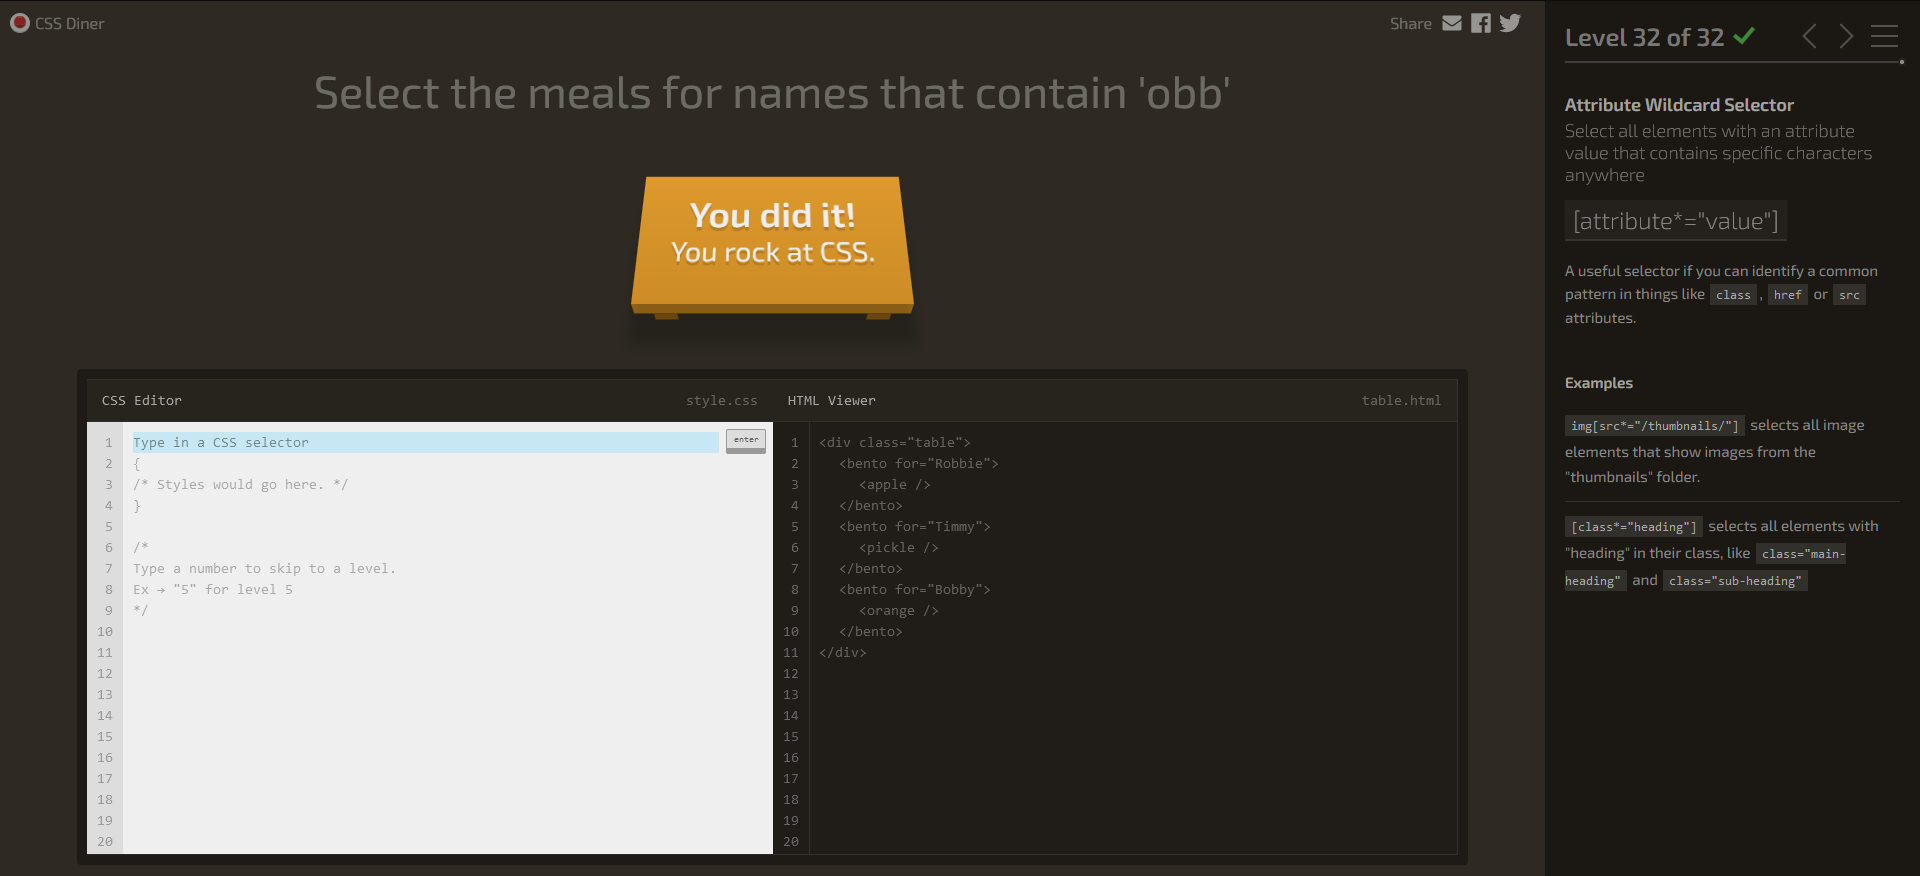 CSS Diner
Share
Select the meals for names that contain 'obb'
You did it!
You rock at CSS.
CSS Editor
style.css
1 Type in a CSS selector
enter
2 {
3 /* Styles would go here. */
4 }
5
6 /*
7 Type a number to skip to a level.
8 Ex → "5" for level 5
9 */
10
11
12
13
14
15
16
17
18
19
20
HTML Viewer
table.html
1 <div class="table">
2 <bento for="Robbie">
3 <apple />
4 </bento>
5 <bento for="Timmy">
6 <pickle />
7 </bento>
8 <bento for="Bobby">
9 <orange />
10 </bento>
11 </div>
12
13
14
15
16
17
18
19
20
Level 32 of 32
Attribute Wildcard Selector
Select all elements with an attribute
value that contains specific characters
anywhere
[attribute*="value"]
A useful selector if you can identify a common
pattern in things like class , href or src
attributes.
Examples
img[src*="/thumbnails/"] selects all image
elements that show images from the
"thumbnails" folder.
[class*="heading"] selects all elements with
"heading" in their class, like class="main-
heading" and class="sub-heading"